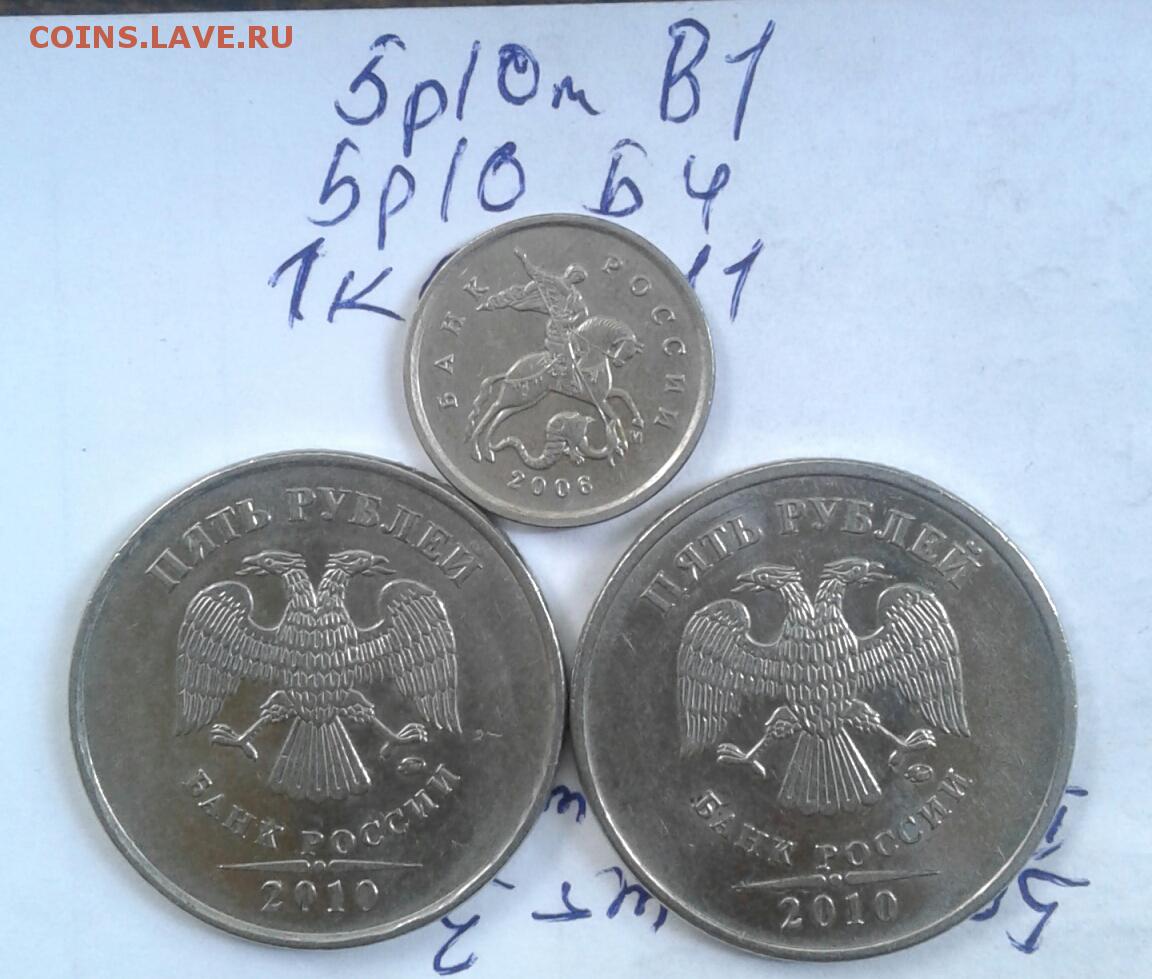 COINS.LAVE.RU
5р10м В1
5р10 Б4
1к 11
БАНК РОССИИ
2006
ПЯТЬ РУБЛЕЙ
БАНК РОССИИ
2010
ПЯТЬ РУБЛЕЙ
БАНК РОССИИ
2010